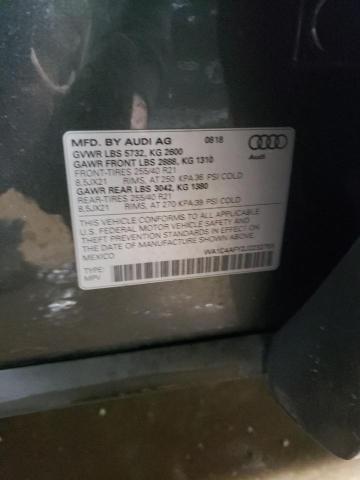 MFD. BY AUDI AG 0818
GVWR LBS 5732, KG 2600
GAWR FRONT LBS 2888, KG 1310
FRONT-TIRES 255/40 R21
8.5JX21 RIMS, AT 250 KPA 36 PSI COLD
GAWR REAR LBS 3042, KG 1380
REAR-TIRES 255/40 R21
8.5JX21 RIMS, AT 270 KPA 39 PSI COLD
Audi
THIS VEHICLE CONFORMS TO ALL APPLICABLE
U.S. FEDERAL MOTOR VEHICLE SAFETY AND
THEFT PREVENTION STANDARDS IN EFFECT ON
THE DATE OF MANUFACTURE SHOWN ABOVE
MEXICO
TYPE:
MPV